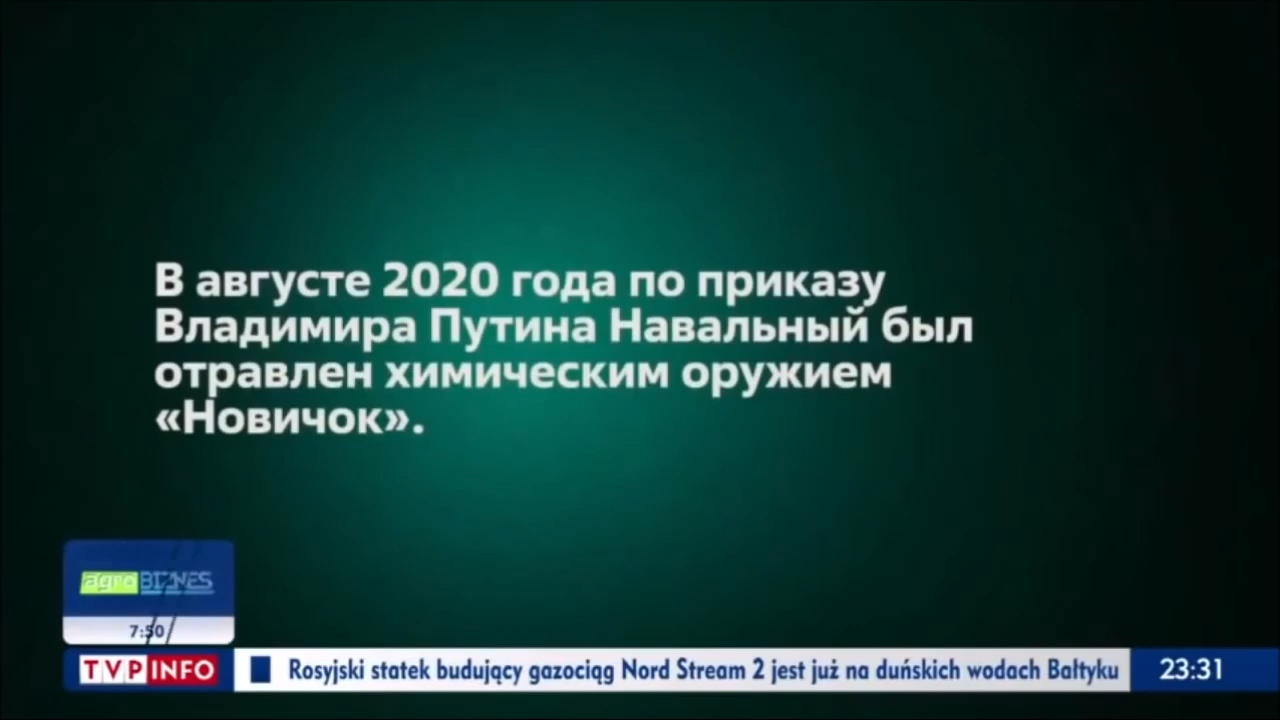 В августе 2020 года по приказу
Владимира Путина Навальный был
отравлен химическим оружием
«Новичок».
agroBIZNES
7:50
TVP INFO
Rosyjski statek budujący gazociąg Nord Stream 2 jest już na duńskich wodach Bałtyku
23:31